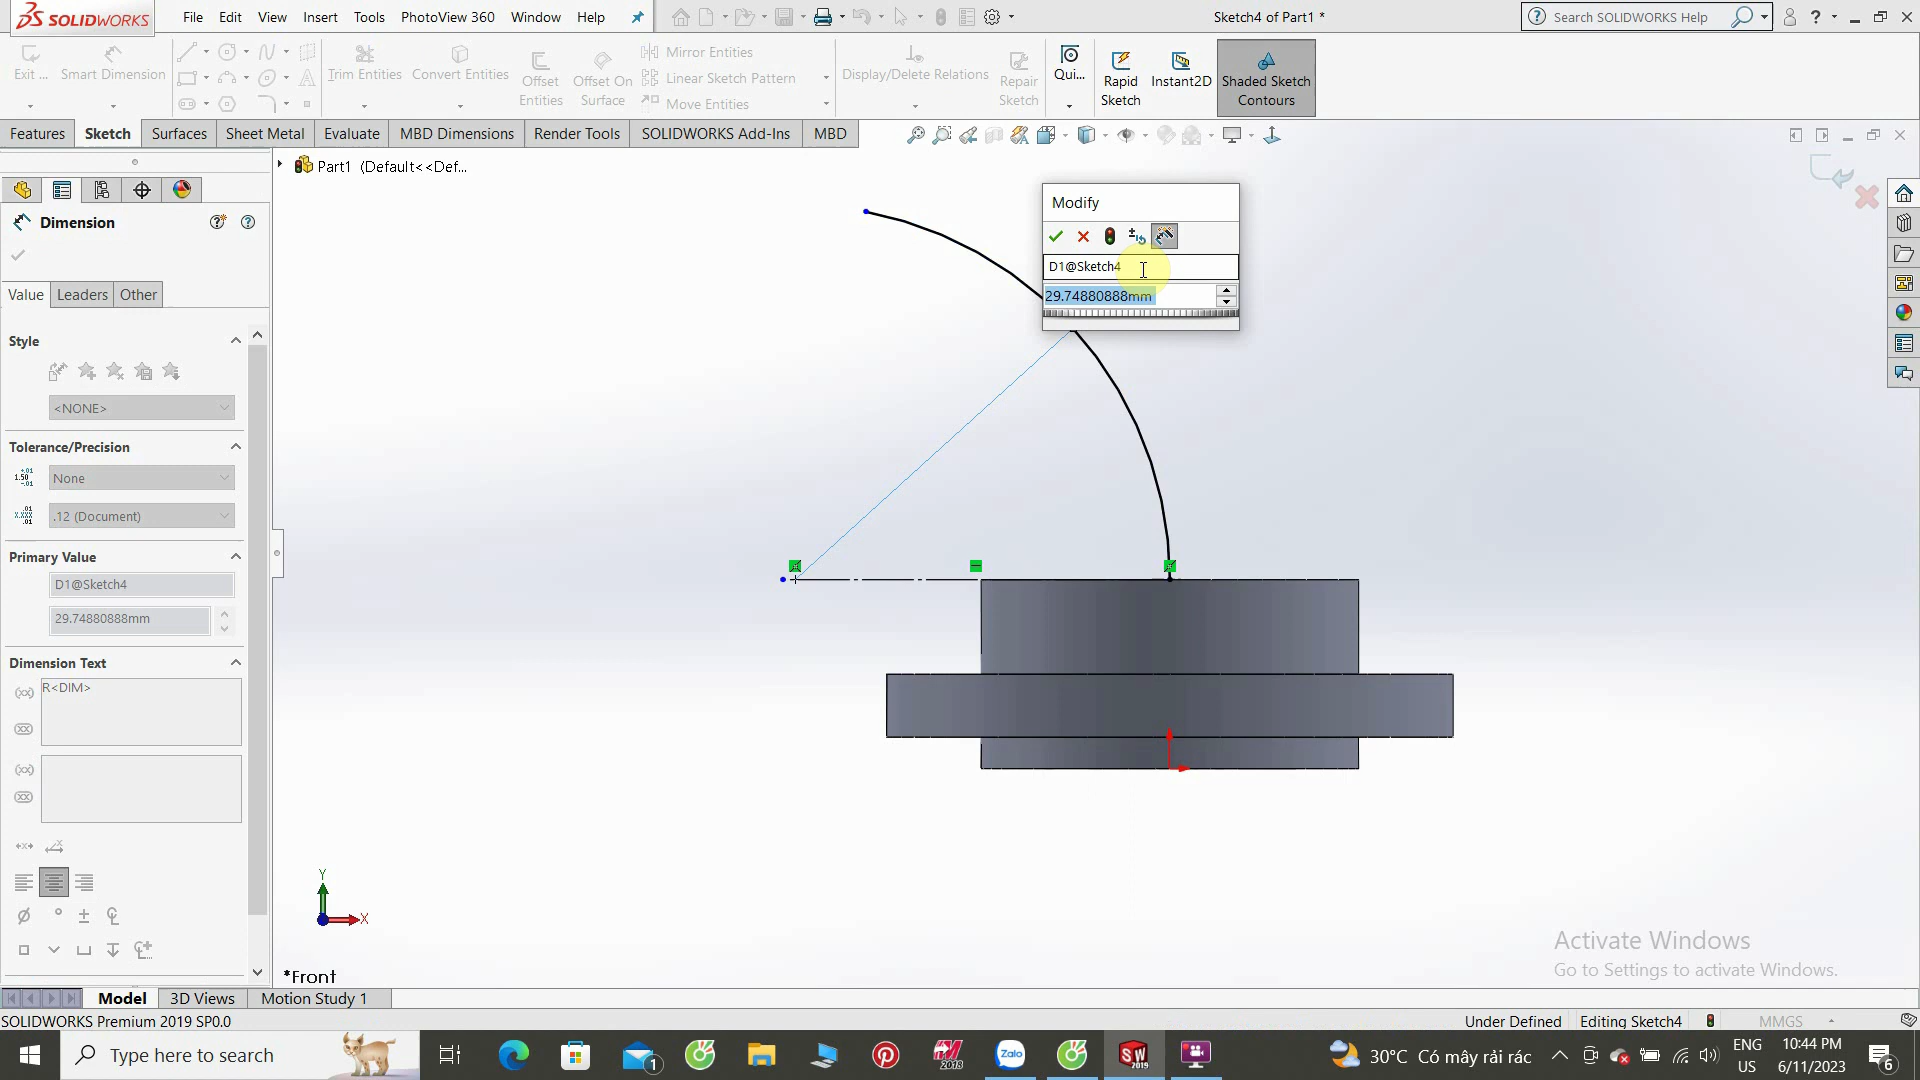 SOLIDWORKS
File Edit View Insert Tools PhotoView 360 Window Help
Sketch4 of Part1 *
Search SOLIDWORKS Help
Exit ...
Smart Dimension
Trim Entities
Convert Entities
Offset Entities
Offset On Surface
Mirror Entities
Linear Sketch Pattern
Move Entities
Display/Delete Relations
Repair Sketch
Qui...
Rapid Sketch
Instant2D
Shaded Sketch Contours
Features Sketch Surfaces Sheet Metal Evaluate MBD Dimensions Render Tools SOLIDWORKS Add-Ins MBD
Part1 (Default<<Def...
Dimension
Value Leaders Other
Style
<NONE>
Tolerance/Precision
None
.12 (Document)
Primary Value
D1@Sketch4
29.74880888mm
Dimension Text
R<DIM>
Modify
D1@Sketch4
29.74880888mm
Y
X
*Front
Activate Windows
Go to Settings to activate Windows.
Model 3D Views Motion Study 1
SOLIDWORKS Premium 2019 SP0.0
Under Defined Editing Sketch4 MMGS
Type here to search
1
2018
Zalo
SW
2019
30°C Có mây rải rác
ENG
US
10:44 PM
6/11/2023
6